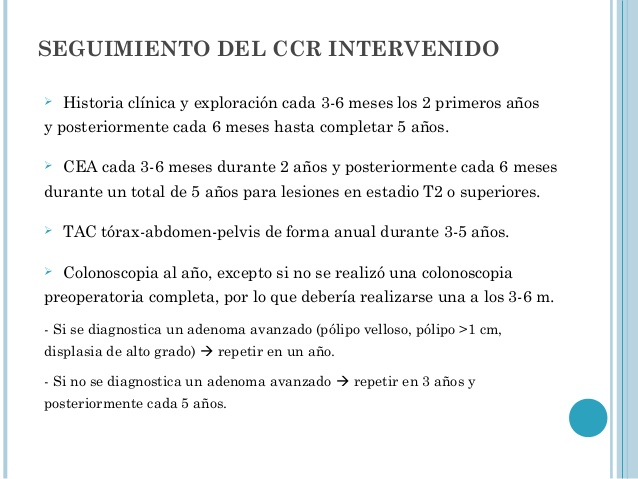 SEGUIMIENTO DEL CCR INTERVENIDO
➢ Historia clínica y exploración cada 3-6 meses los 2 primeros años
y posteriormente cada 6 meses hasta completar 5 años.
➢ CEA cada 3-6 meses durante 2 años y posteriormente cada 6 meses
durante un total de 5 años para lesiones en estadio T2 o superiores.
➢ TAC tórax-abdomen-pelvis de forma anual durante 3-5 años.
➢ Colonoscopia al año, excepto si no se realizó una colonoscopia
preoperatoria completa, por lo que debería realizarse una a los 3-6 m.
- Si se diagnostica un adenoma avanzado (pólipo velloso, pólipo >1 cm,
displasia de alto grado) → repetir en un año.
- Si no se diagnostica un adenoma avanzado → repetir en 3 años y
posteriormente cada 5 años.